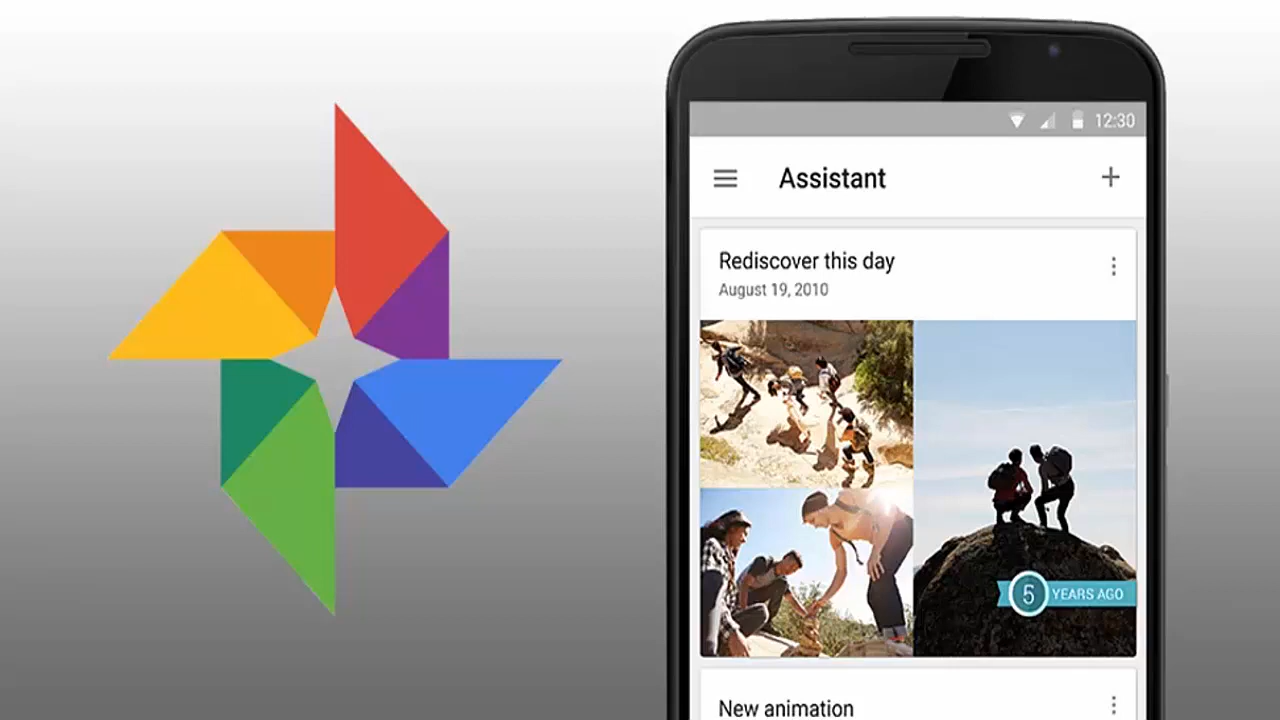 12:30
Assistant
Rediscover this day
August 19, 2010
5 YEARS AGO
New animation